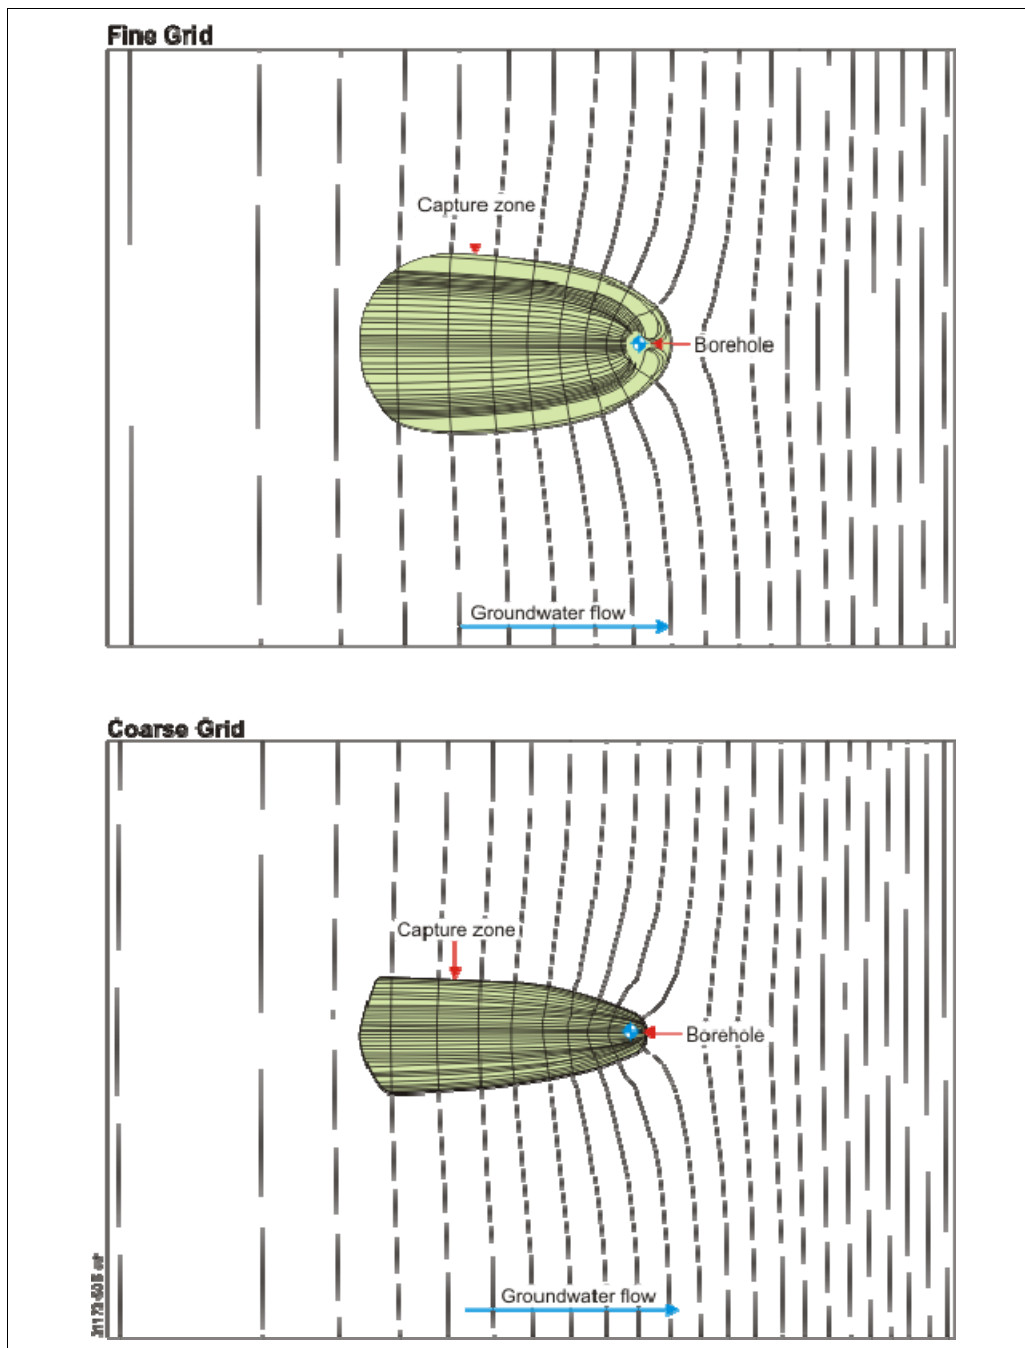 Fine Grid
Capture zone
Borehole
Groundwater flow
Coarse Grid
Capture zone
Borehole
Groundwater flow